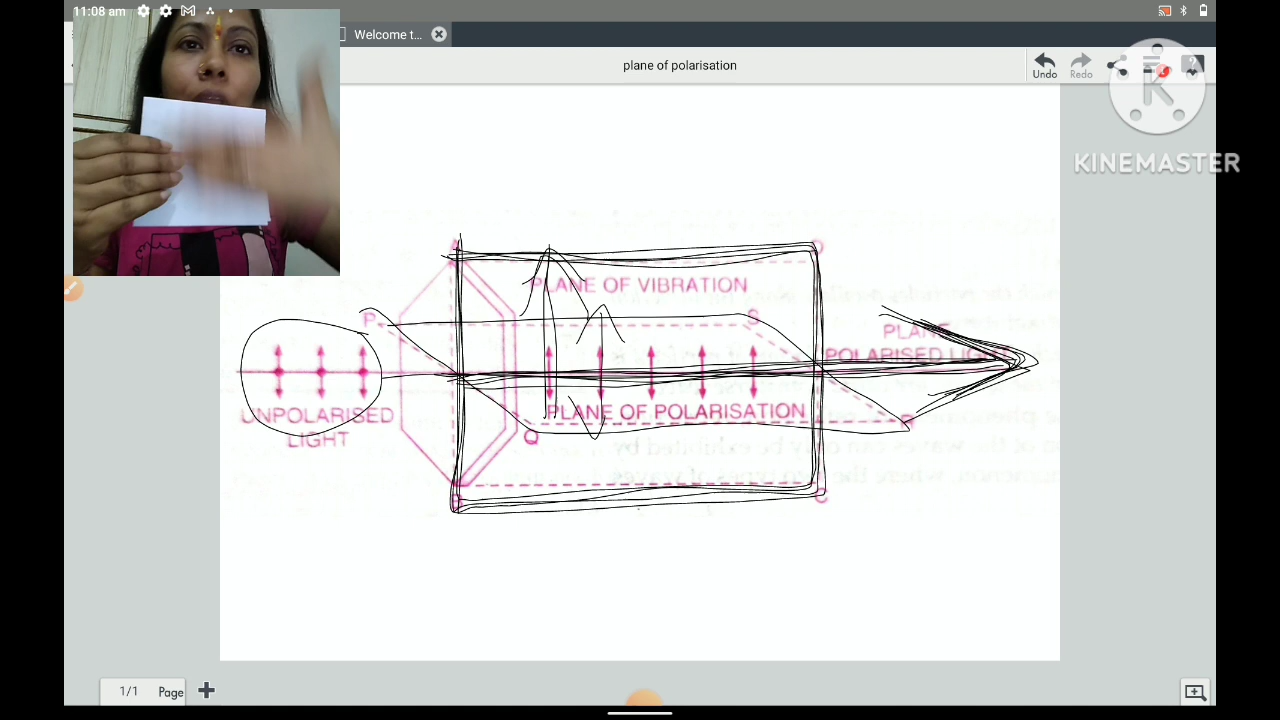 11:08 am
Welcome t...
plane of polarisation
Undo
Redo
KINEMASTER
A
D
PLANE OF VIBRATION
P
S
PLANE
POLARISED LIGHT
UNPOLARISED
LIGHT
PLANE OF POLARISATION
Q
C
1/1
Page